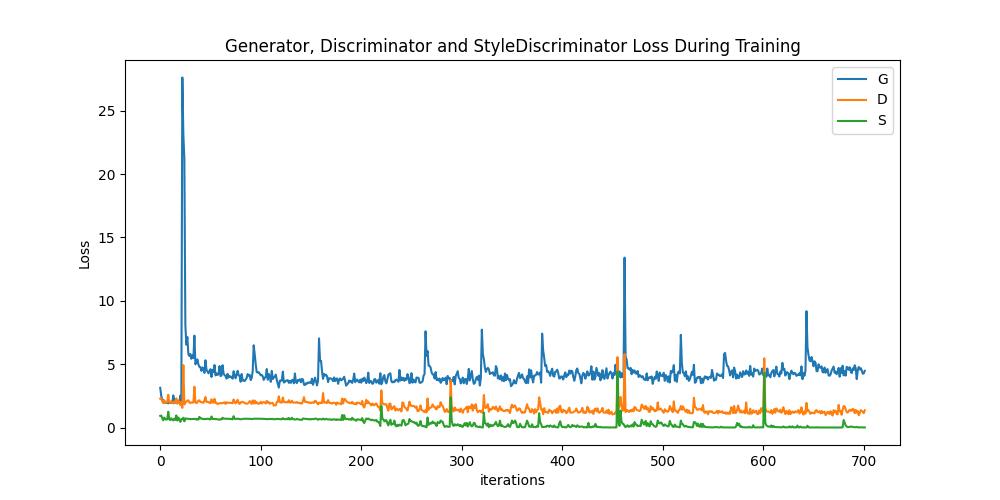 Generator, Discriminator and StyleDiscriminator Loss During Training
G
D
S
Loss
25
20
15
10
5
0
0 100 200 300 400 500 600 700
iterations